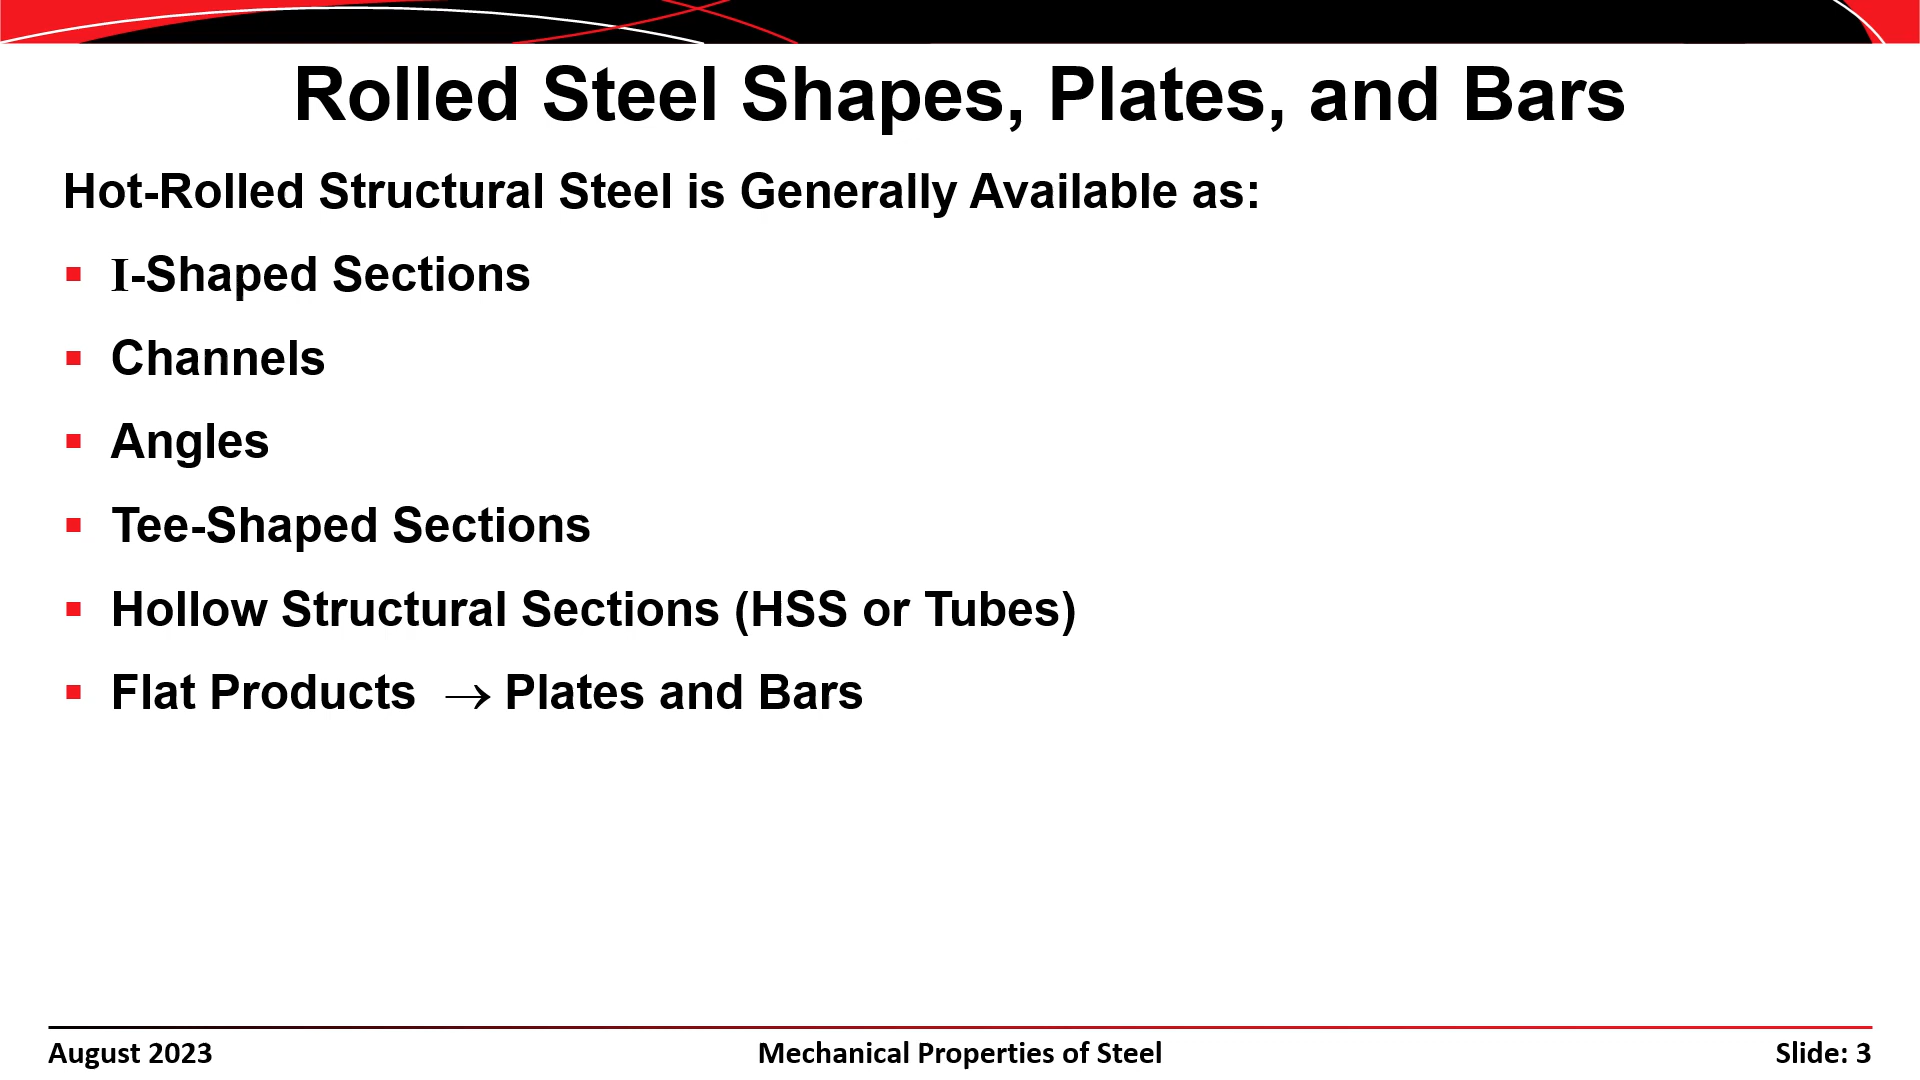 Rolled Steel Shapes, Plates, and Bars
Hot-Rolled Structural Steel is Generally Available as:
▪ I-Shaped Sections
▪ Channels
▪ Angles
▪ Tee-Shaped Sections
▪ Hollow Structural Sections (HSS or Tubes)
▪ Flat Products → Plates and Bars
August 2023
Mechanical Properties of Steel
Slide: 3